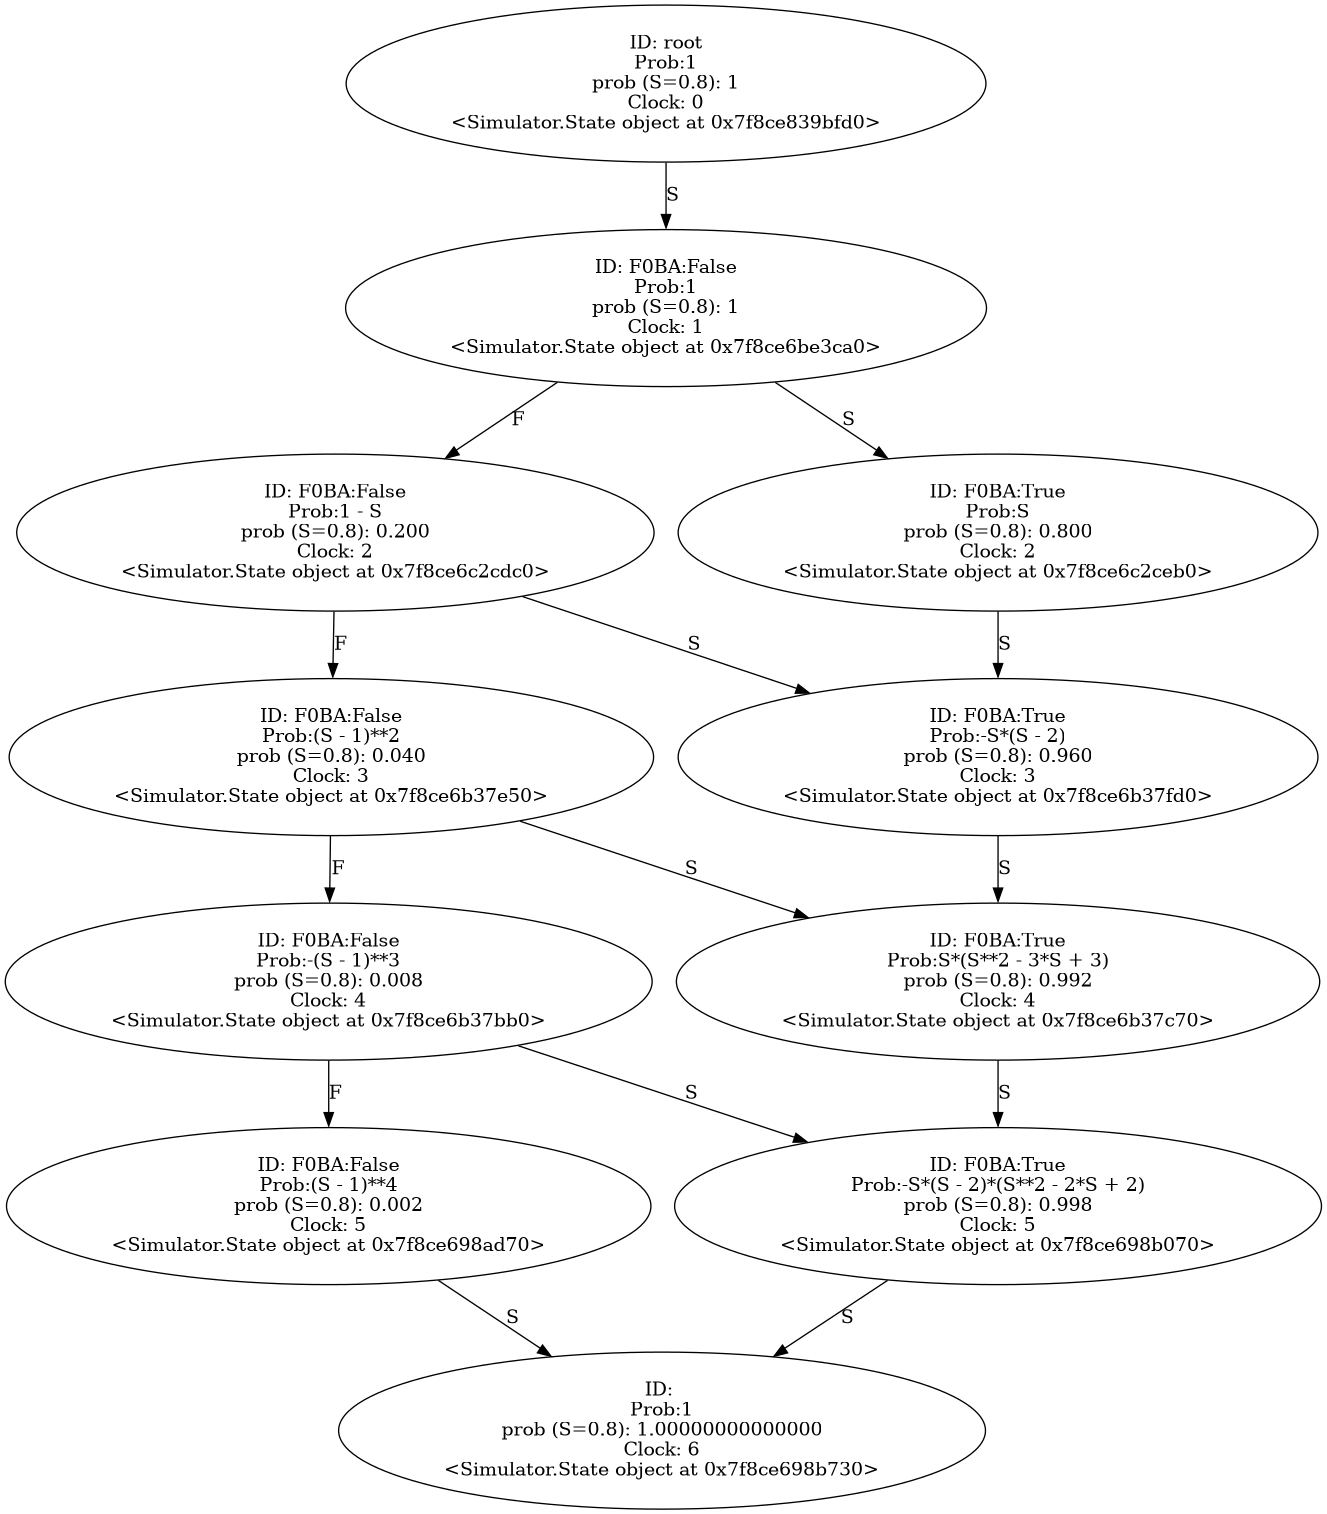 ID: root
Prob:1
prob (S=0.8): 1
Clock: 0
<Simulator.State object at 0x7f8ce839bfd0>
S
ID: F0BA:False
Prob:1
prob (S=0.8): 1
Clock: 1
<Simulator.State object at 0x7f8ce6be3ca0>
F
S
ID: F0BA:False
Prob:1 - S
prob (S=0.8): 0.200
Clock: 2
<Simulator.State object at 0x7f8ce6c2cdc0>
ID: F0BA:True
Prob:S
prob (S=0.8): 0.800
Clock: 2
<Simulator.State object at 0x7f8ce6c2ceb0>
F
S
S
ID: F0BA:False
Prob:(S - 1)**2
prob (S=0.8): 0.040
Clock: 3
<Simulator.State object at 0x7f8ce6b37e50>
ID: F0BA:True
Prob:-S*(S - 2)
prob (S=0.8): 0.960
Clock: 3
<Simulator.State object at 0x7f8ce6b37fd0>
F
S
S
ID: F0BA:False
Prob:-(S - 1)**3
prob (S=0.8): 0.008
Clock: 4
<Simulator.State object at 0x7f8ce6b37bb0>
ID: F0BA:True
Prob:S*(S**2 - 3*S + 3)
prob (S=0.8): 0.992
Clock: 4
<Simulator.State object at 0x7f8ce6b37c70>
F
S
S
ID: F0BA:False
Prob:(S - 1)**4
prob (S=0.8): 0.002
Clock: 5
<Simulator.State object at 0x7f8ce698ad70>
ID: F0BA:True
Prob:-S*(S - 2)*(S**2 - 2*S + 2)
prob (S=0.8): 0.998
Clock: 5
<Simulator.State object at 0x7f8ce698b070>
S
S
ID:
Prob:1
prob (S=0.8): 1.00000000000000
Clock: 6
<Simulator.State object at 0x7f8ce698b730>